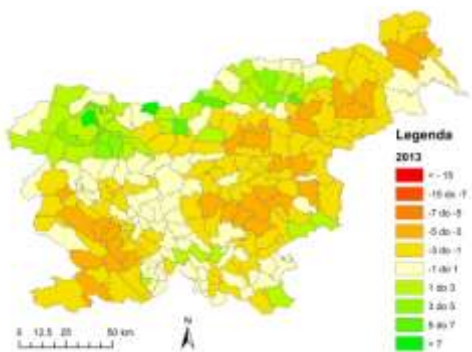 Legenda
2013
< - 15
-15 do -7
-7 do -5
-5 do -3
-3 do -1
-1 do 1
1 do 3
3 do 5
5 do 7
> 7
N
0 12.5 25 50 km